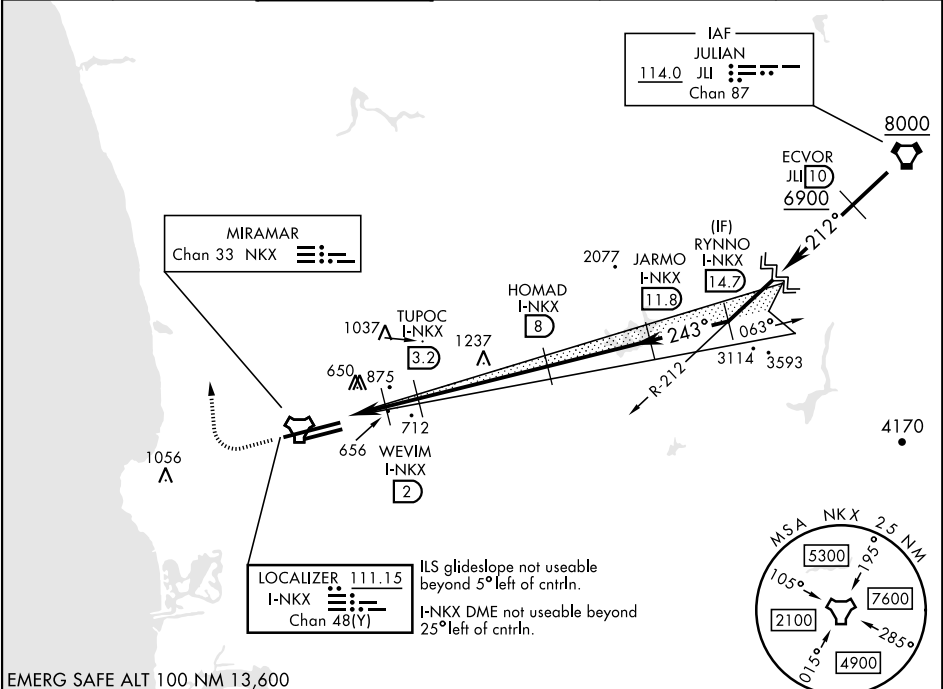 IAF
JULIAN
114.0 JLI
Chan 87
8000
ECVOR
JLI 10
6900
212°
MIRAMAR
Chan 33 NKX
(IF)
RYNNO
I-NKX
14.7
2077
JARMO
I-NKX
11.8
HOMAD
I-NKX
8
TUPOC
I-NKX
3.2
1037
1237
243°
063°
3114
3593
R-212
650
875
712
656
WEVIM
I-NKX
2
1056
4170
LOCALIZER 111.15
I-NKX
Chan 48(Y)
ILS glideslope not useable
beyond 5° left of cntrln.
I-NKX DME not useable beyond
25° left of cntrln.
MSA NKX 25 NM
5300
195°
105°
7600
2100
285°
015°
4900
EMERG SAFE ALT 100 NM 13,600